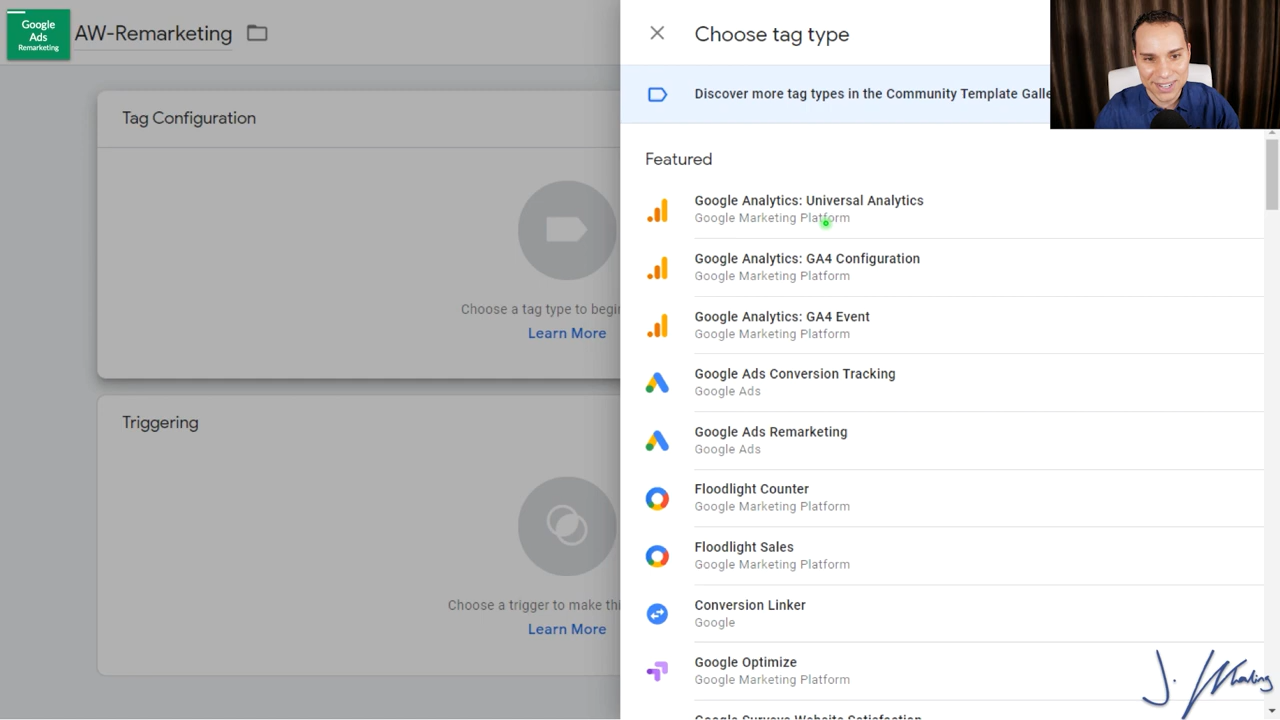 Google
Ads
Remarketing
AW-Remarketing
Tag Configuration
Choose a tag type to begi
Learn More
Triggering
Choose a trigger to make thi
Learn More
Choose tag type
Discover more tag types in the Community Template Galle
Featured
Google Analytics: Universal Analytics
Google Marketing Platform
Google Analytics: GA4 Configuration
Google Marketing Platform
Google Analytics: GA4 Event
Google Marketing Platform
Google Ads Conversion Tracking
Google Ads
Google Ads Remarketing
Google Ads
Floodlight Counter
Google Marketing Platform
Floodlight Sales
Google Marketing Platform
Conversion Linker
Google
Google Optimize
Google Marketing Platform
Google Surveys Website Satisfaction
J.